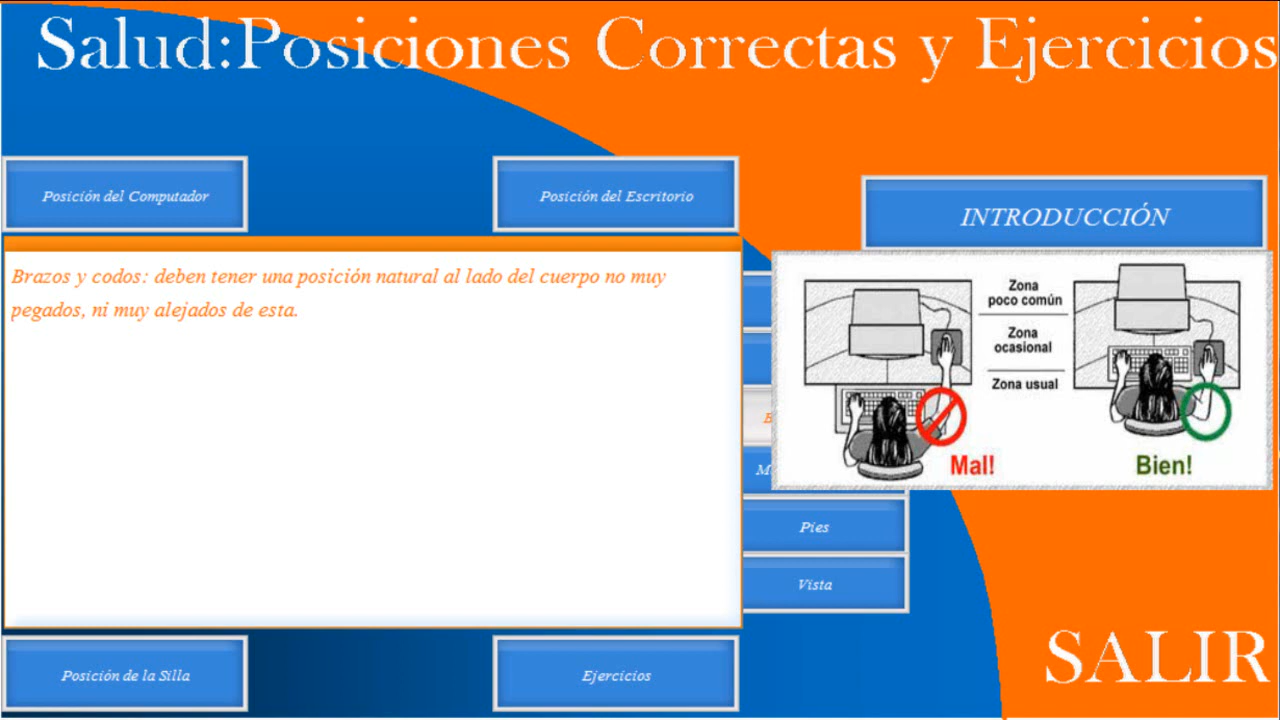 Salud:Posiciones Correctas y Ejercicios
Posición del Computador
Posición del Escritorio
INTRODUCCIÓN
Brazos y codos: deben tener una posición natural al lado del cuerpo no muy
pegados, ni muy alejados de esta.
Zona
poco común
Zona
ocasional
Zona usual
Mal!
Bien!
Pies
Vista
Posición de la Silla
Ejercicios
SALIR